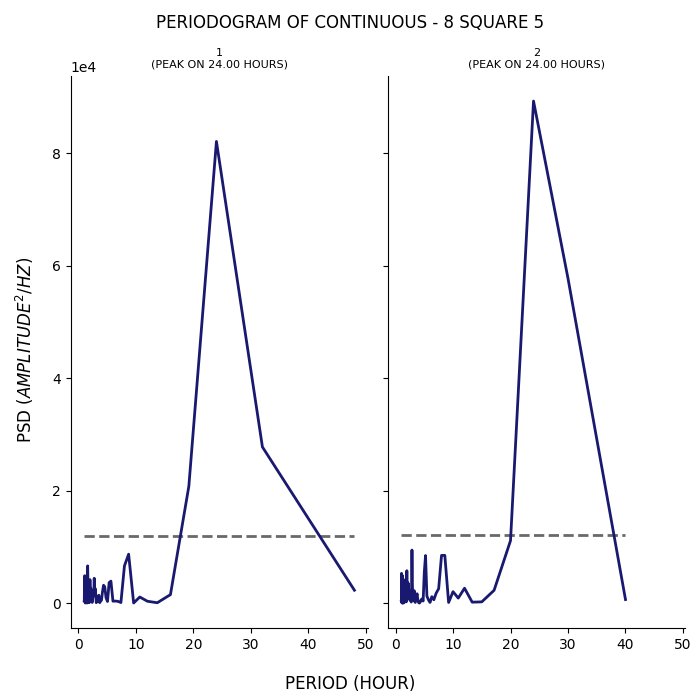 PERIODOGRAM OF CONTINUOUS - 8 SQUARE 5
1
(PEAK ON 24.00 HOURS)
2
(PEAK ON 24.00 HOURS)
1e4
8
6
4
2
0
PSD (AMPLITUDE²/HZ)
0 10 20 30 40 50
0 10 20 30 40 50
PERIOD (HOUR)